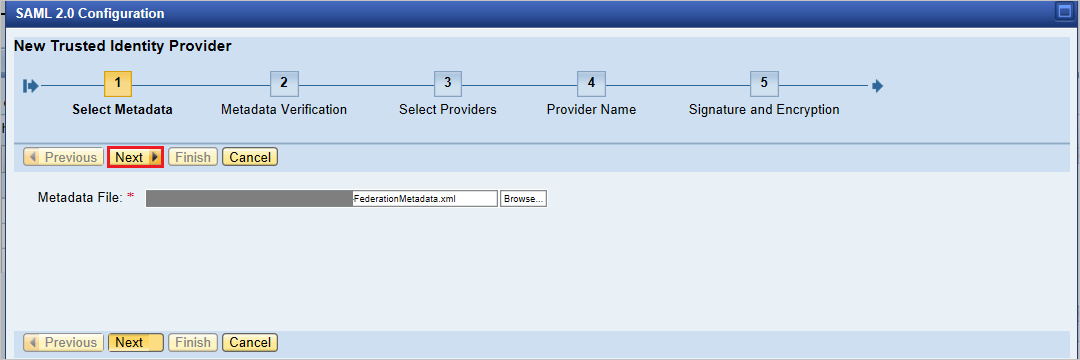 SAML 2.0 Configuration
New Trusted Identity Provider
1 2 3 4 5
Select Metadata Metadata Verification Select Providers Provider Name Signature and Encryption
Previous Next Finish Cancel
Metadata File: * -FederationMetadata.xml Browse...
Previous Next Finish Cancel